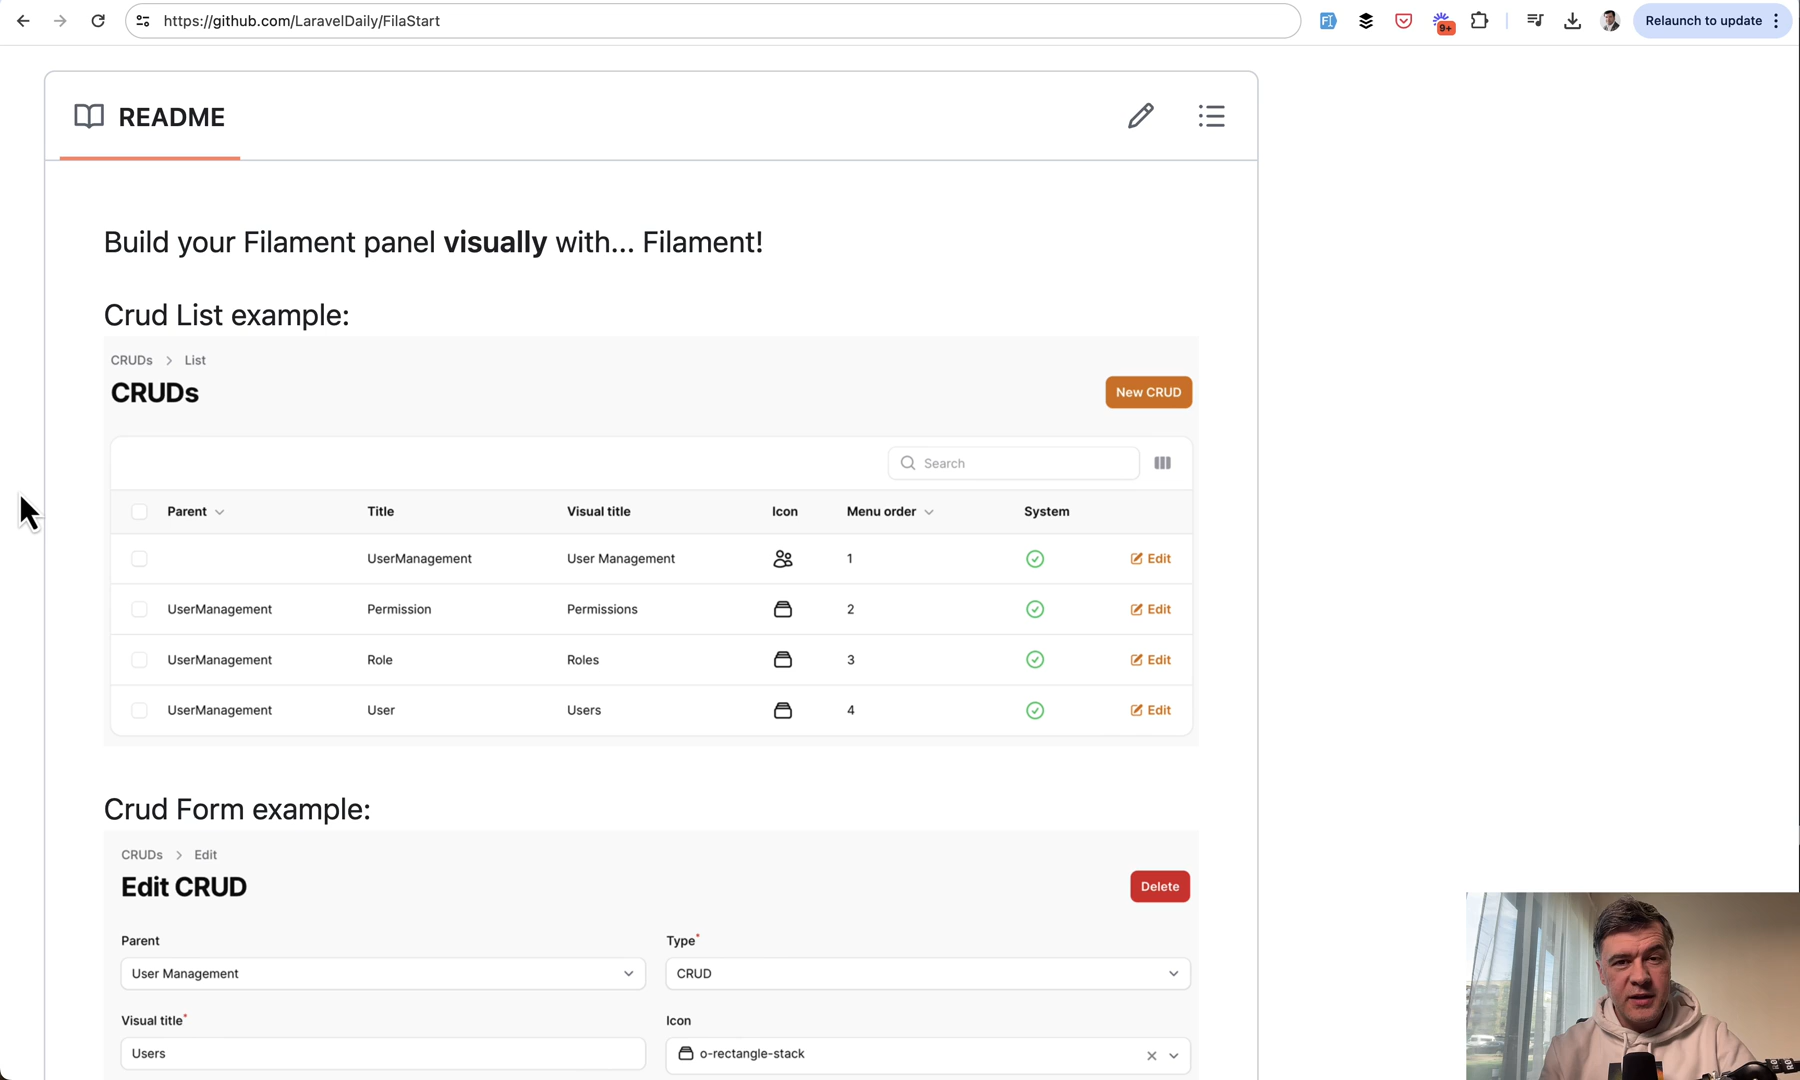 https://github.com/LaravelDaily/FilaStart
9+
Relaunch to update
README
Build your Filament panel visually with... Filament!
Crud List example:
CRUDs > List
CRUDs
New CRUD
Search
Parent Title Visual title Icon Menu order System
UserManagement User Management 1 Edit
UserManagement Permission Permissions 2 Edit
UserManagement Role Roles 3 Edit
UserManagement User Users 4 Edit
Crud Form example:
CRUDs > Edit
Edit CRUD
Delete
Parent Type*
User Management CRUD
Visual title* Icon
Users o-rectangle-stack